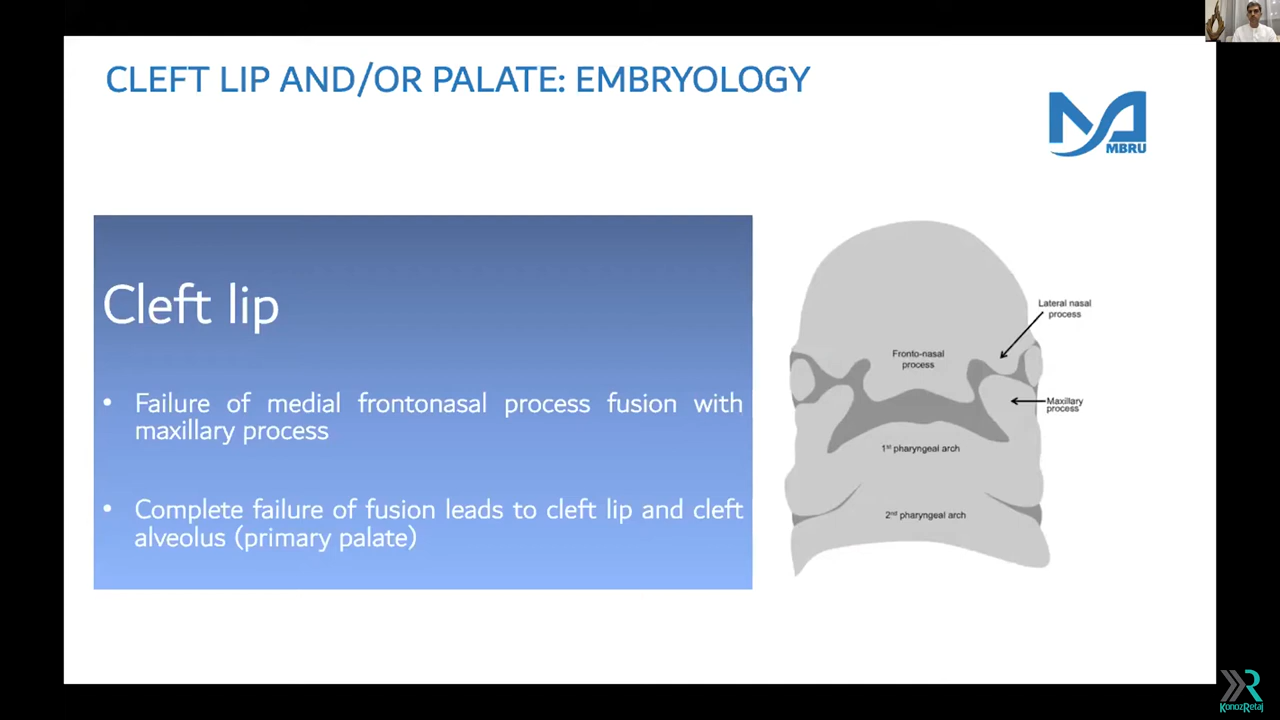 CLEFT LIP AND/OR PALATE: EMBRYOLOGY
MBRU
Cleft lip
• Failure of medial frontonasal process fusion with
maxillary process
• Complete failure of fusion leads to cleft lip and cleft
alveolus (primary palate)
Lateral nasal
process
Fronto-nasal
process
Maxillary
process
1st pharyngeal arch
2nd pharyngeal arch
KonozRetaj